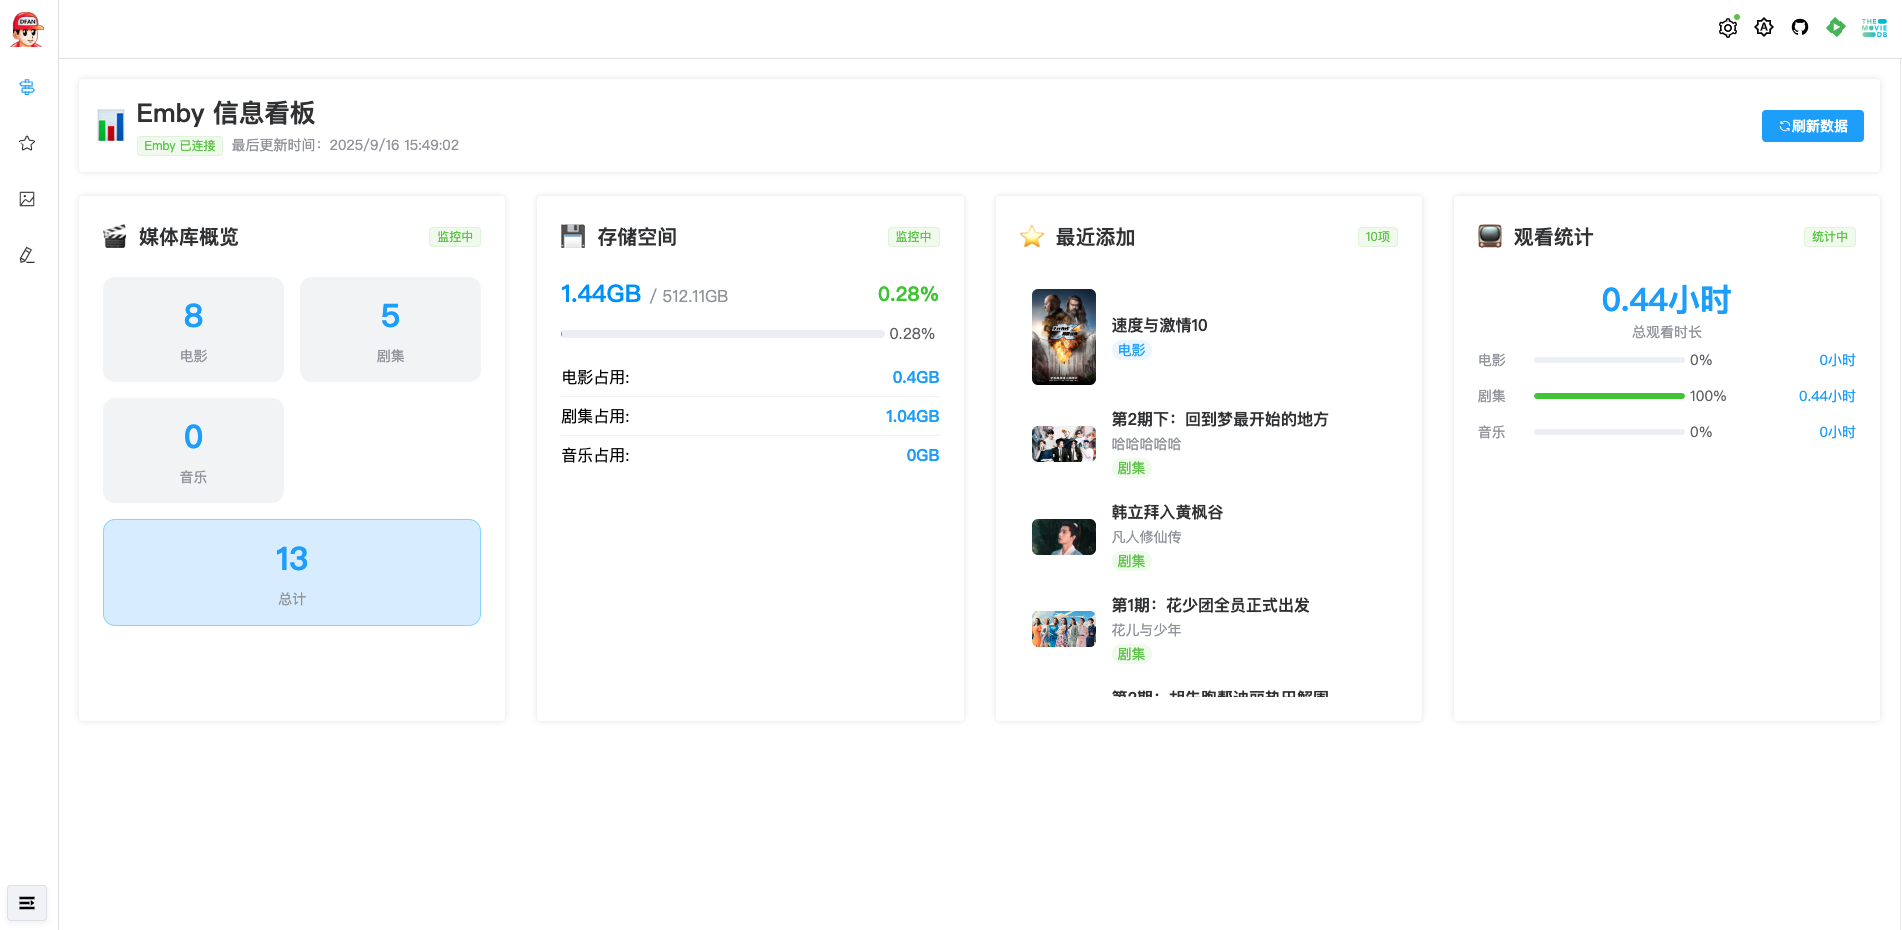 DFAN
THE
MOVIE
DB
Emby 信息看板
Emby 已连接 最后更新时间：2025/9/16 15:49:02
刷新数据
媒体库概览
监控中
8
电影
5
剧集
0
音乐
13
总计
存储空间
监控中
1.44GB / 512.11GB
0.28%
0.28%
电影占用: 0.4GB
剧集占用: 1.04GB
音乐占用: 0GB
最近添加
10项
速度与激情10
电影
第2期下：回到梦最开始的地方
哈哈哈哈哈
剧集
韩立拜入黄枫谷
凡人修仙传
剧集
第1期：花少团全员正式出发
花儿与少年
剧集
观看统计
统计中
0.44小时
总观看时长
电影 0% 0小时
剧集 100% 0.44小时
音乐 0% 0小时